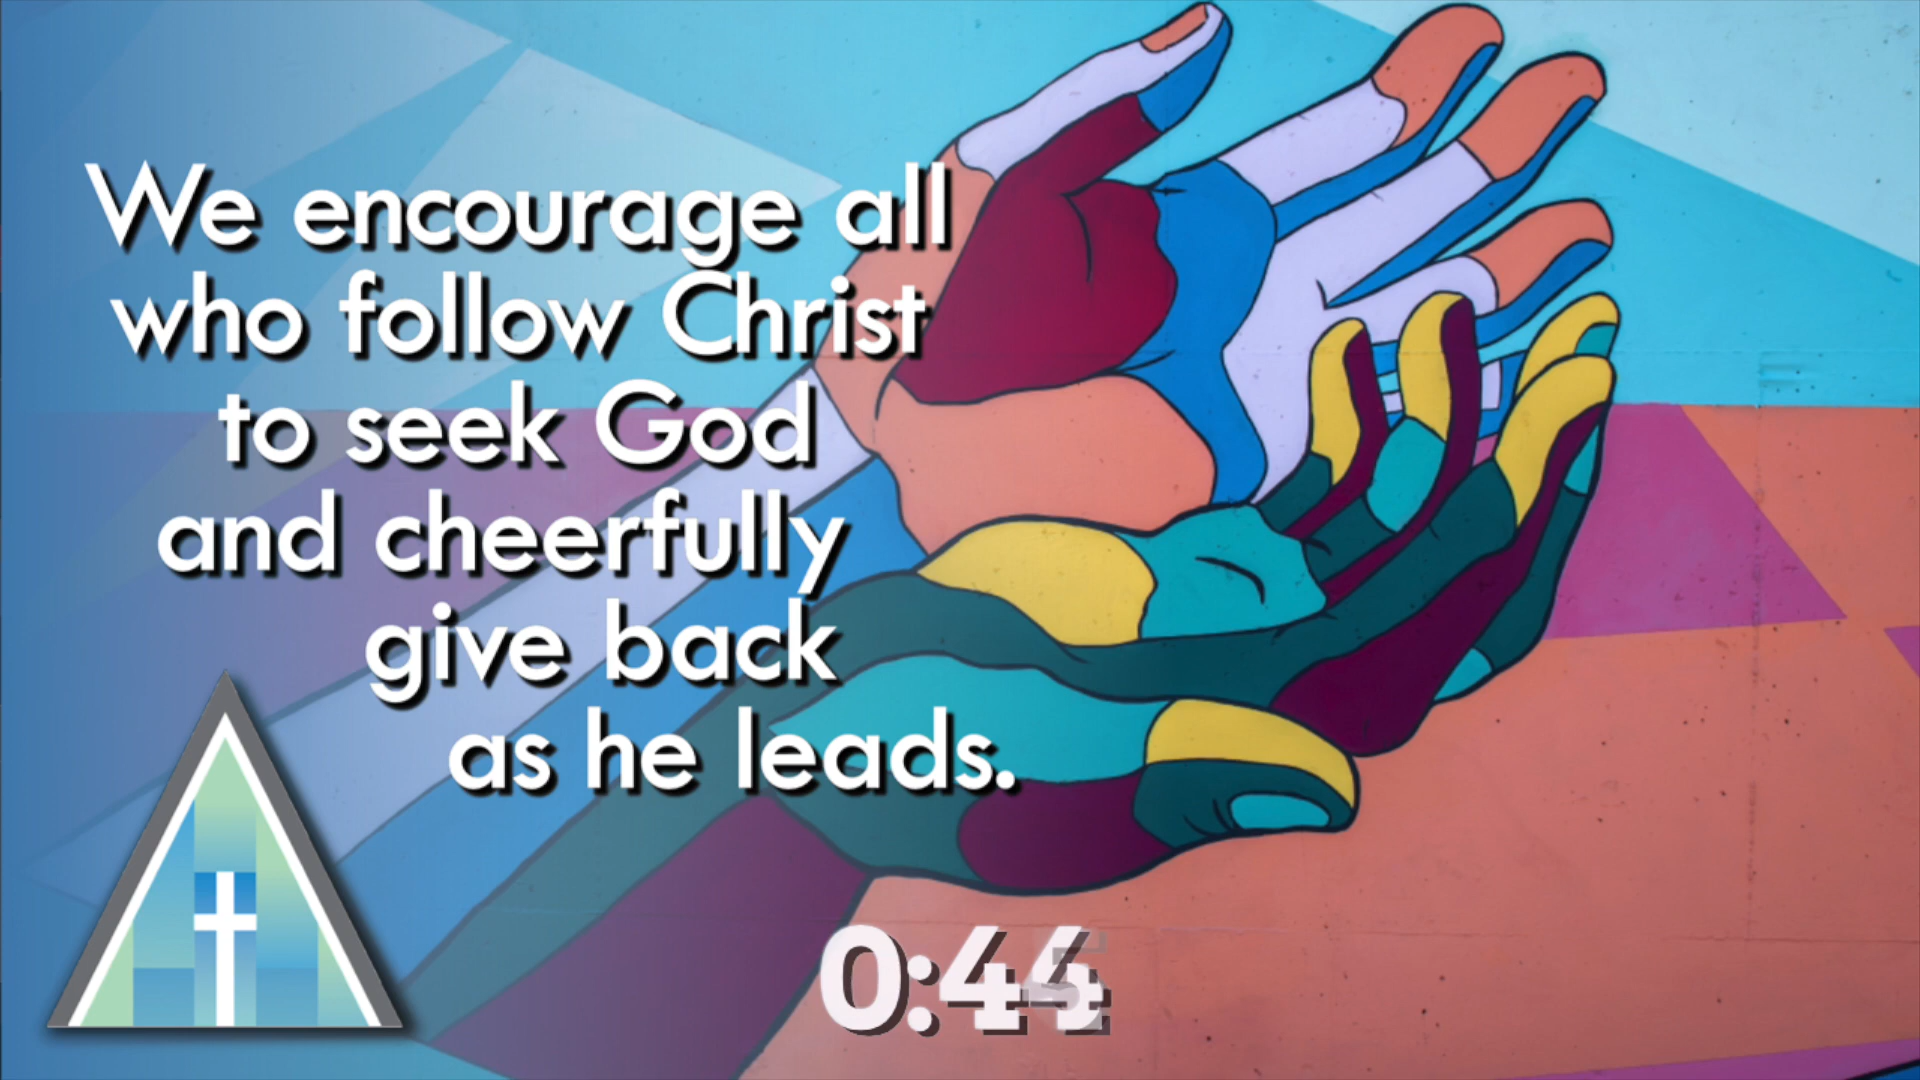 We encourage all
who follow Christ
to seek God
and cheerfully
give back
as he leads.
0:44